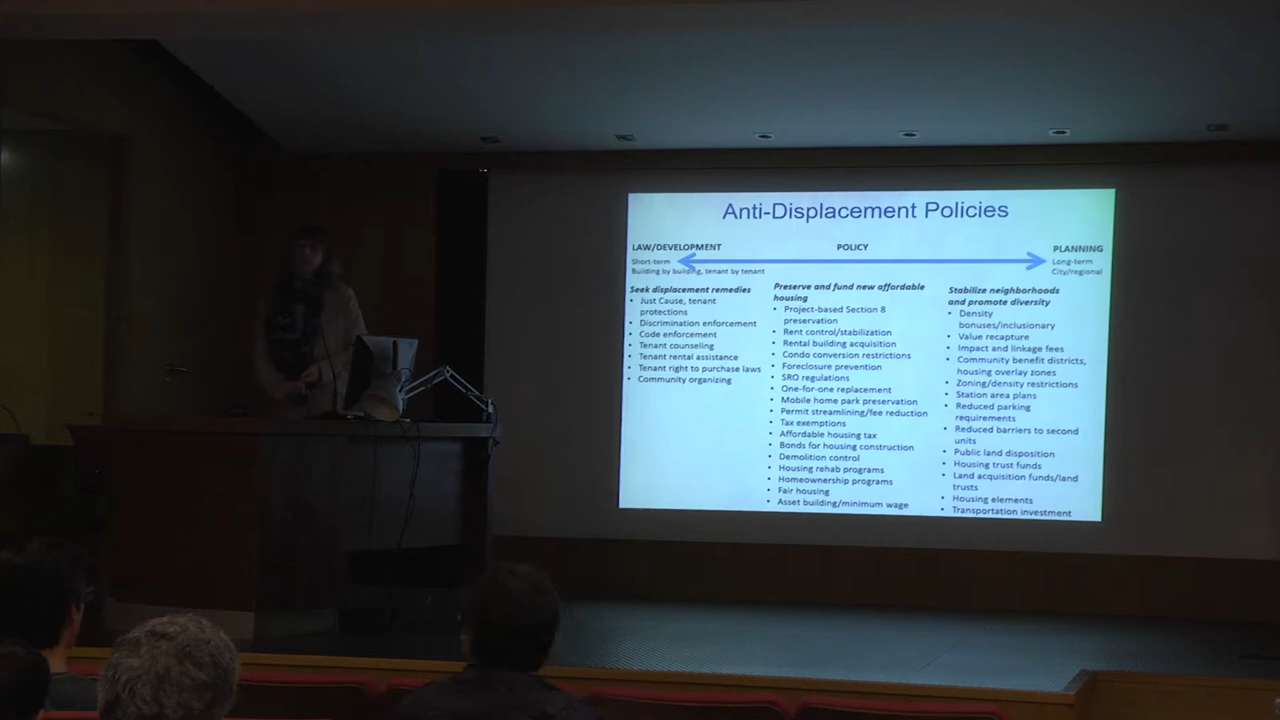 Anti-Displacement Policies
LAW/DEVELOPMENT
POLICY
PLANNING
Short-term
Building by building, tenant by tenant
Long-term
City/regional
Seek displacement remedies
• Just Cause, tenant
protections
• Discrimination enforcement
• Code enforcement
• Tenant counseling
• Tenant rental assistance
• Tenant right to purchase laws
• Community organizing
Preserve and fund new affordable
housing
• Project-based Section 8
preservation
• Rent control/stabilization
• Rental building acquisition
• Condo conversion restrictions
• Foreclosure prevention
• SRO regulations
• One-for-one replacement
• Mobile home park preservation
• Permit streamlining/fee reduction
• Tax exemptions
• Affordable housing tax
• Bonds for housing construction
• Demolition control
• Housing rehab programs
• Homeownership programs
• Fair housing
• Asset building/minimum wage
Stabilize neighborhoods
and promote diversity
• Density
bonuses/inclusionary
• Value recapture
• Impact and linkage fees
• Community benefit districts,
housing overlay zones
• Zoning/density restrictions
• Station area plans
• Reduced parking
requirements
• Reduced barriers to second
units
• Public land disposition
• Housing trust funds
• Land acquisition funds/land
trusts
• Housing elements
• Transportation investment